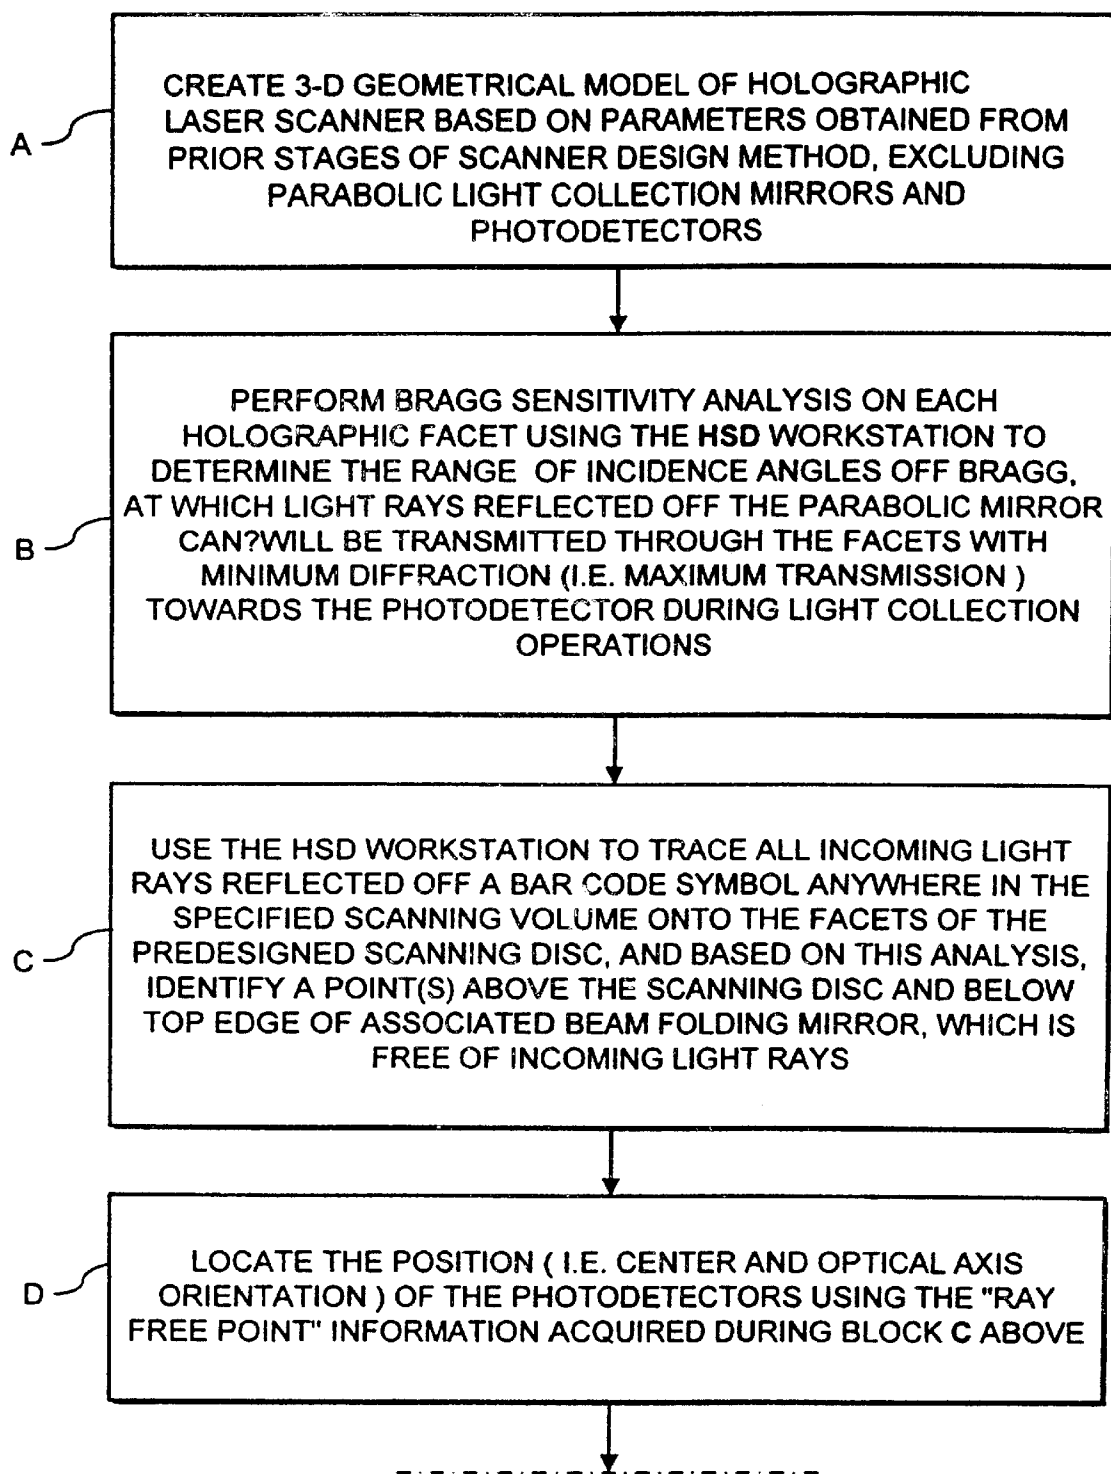 A
CREATE 3-D GEOMETRICAL MODEL OF HOLOGRAPHIC
LASER SCANNER BASED ON PARAMETERS OBTAINED FROM
PRIOR STAGES OF SCANNER DESIGN METHOD, EXCLUDING
PARABOLIC LIGHT COLLECTION MIRRORS AND
PHOTODETECTORS
B
PERFORM BRAGG SENSITIVITY ANALYSIS ON EACH
HOLOGRAPHIC FACET USING THE HSD WORKSTATION TO
DETERMINE THE RANGE OF INCIDENCE ANGLES OFF BRAGG,
AT WHICH LIGHT RAYS REFLECTED OFF THE PARABOLIC MIRROR
CAN?WILL BE TRANSMITTED THROUGH THE FACETS WITH
MINIMUM DIFFRACTION (I.E. MAXIMUM TRANSMISSION )
TOWARDS THE PHOTODETECTOR DURING LIGHT COLLECTION
OPERATIONS
C
USE THE HSD WORKSTATION TO TRACE ALL INCOMING LIGHT
RAYS REFLECTED OFF A BAR CODE SYMBOL ANYWHERE IN THE
SPECIFIED SCANNING VOLUME ONTO THE FACETS OF THE
PREDESIGNED SCANNING DISC, AND BASED ON THIS ANALYSIS,
IDENTIFY A POINT(S) ABOVE THE SCANNING DISC AND BELOW
TOP EDGE OF ASSOCIATED BEAM FOLDING MIRROR, WHICH IS
FREE OF INCOMING LIGHT RAYS
D
LOCATE THE POSITION ( I.E. CENTER AND OPTICAL AXIS
ORIENTATION ) OF THE PHOTODETECTORS USING THE "RAY
FREE POINT" INFORMATION ACQUIRED DURING BLOCK C ABOVE